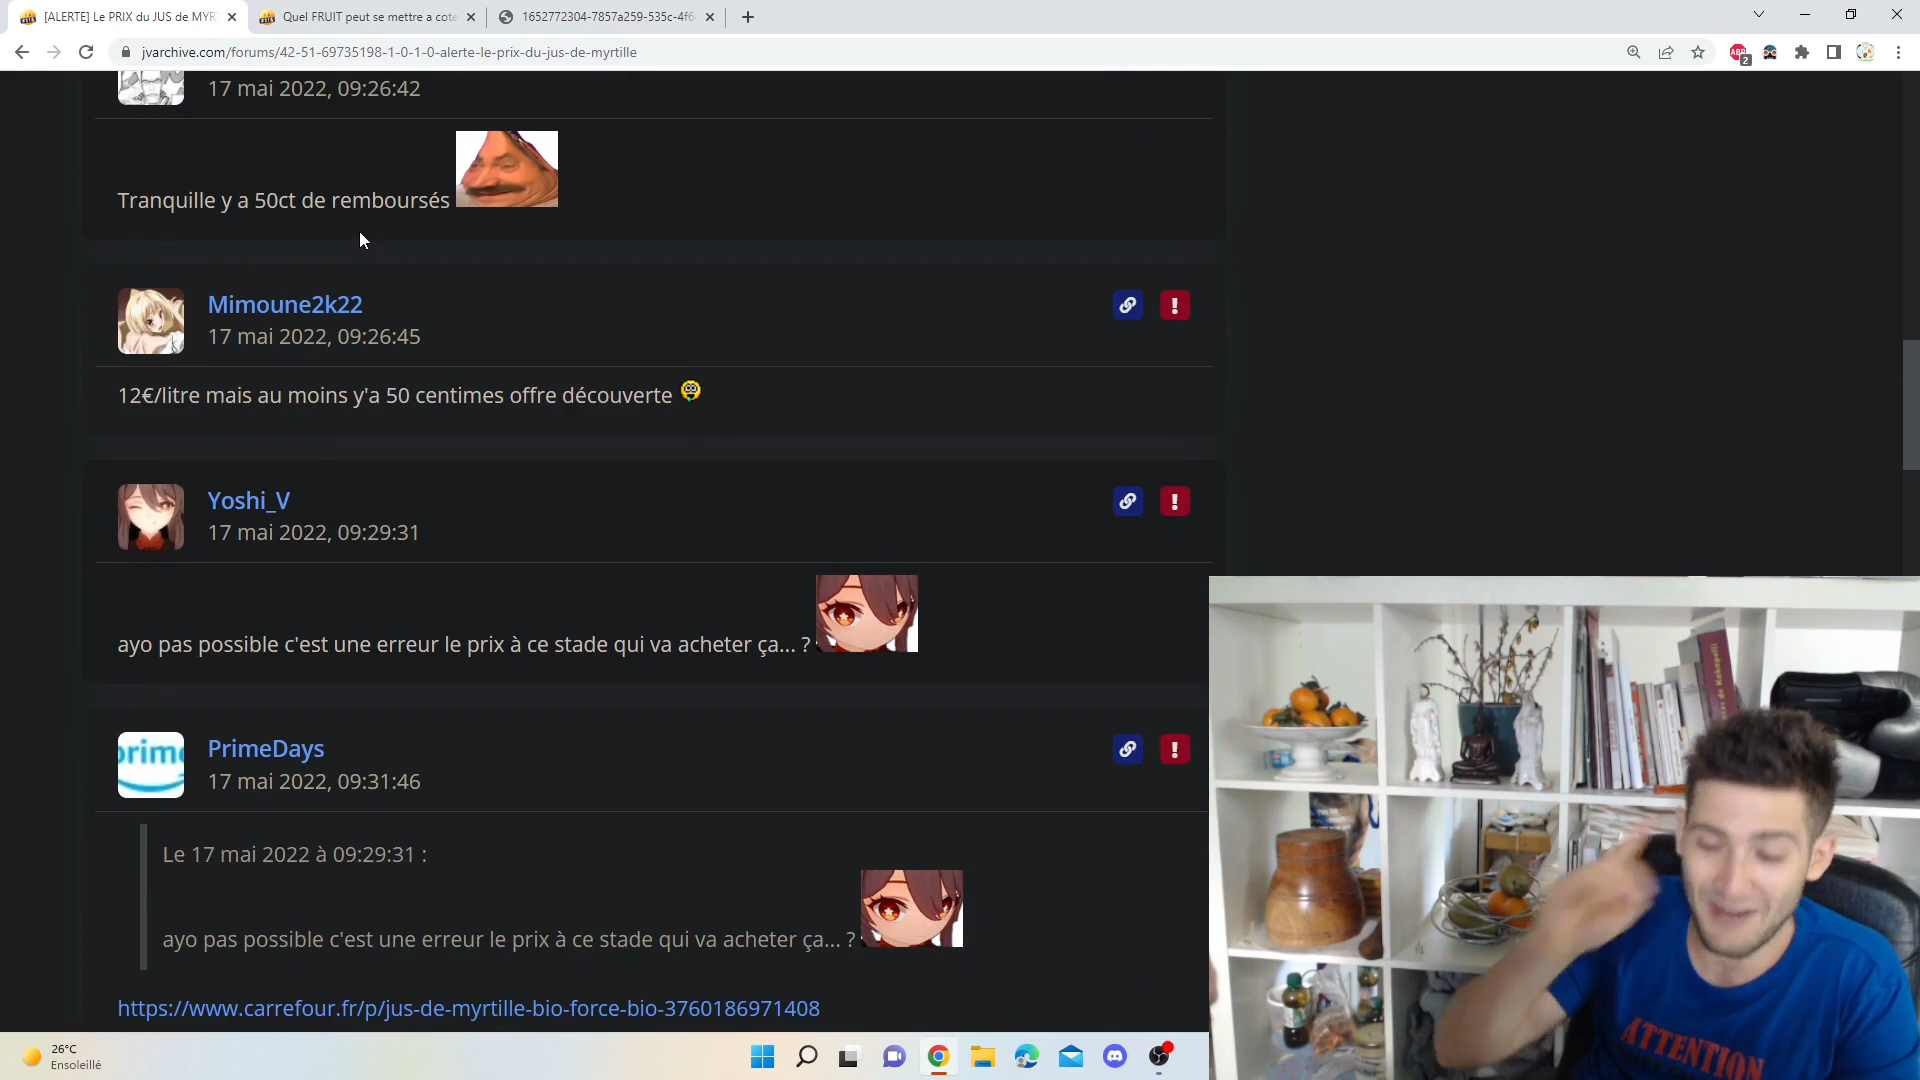 [ALERTE] Le PRIX du JUS de MYR
Quel FRUIT peut se mettre a cote
1652772304-7857a259-535c-4f6
jvarchive.com/forums/42-51-69735198-1-0-1-0-alerte-le-prix-du-jus-de-myrtille
ABP
2
17 mai 2022, 09:26:42
Tranquille y a 50ct de remboursés
Mimoune2k22
17 mai 2022, 09:26:45
12€/litre mais au moins y'a 50 centimes offre découverte
Yoshi_V
17 mai 2022, 09:29:31
ayo pas possible c'est une erreur le prix à ce stade qui va acheter ça... ?
prime
PrimeDays
17 mai 2022, 09:31:46
Le 17 mai 2022 à 09:29:31 :
ayo pas possible c'est une erreur le prix à ce stade qui va acheter ça... ?
https://www.carrefour.fr/p/jus-de-myrtille-bio-force-bio-3760186971408
ATTENTION
26°C
Ensoleillé